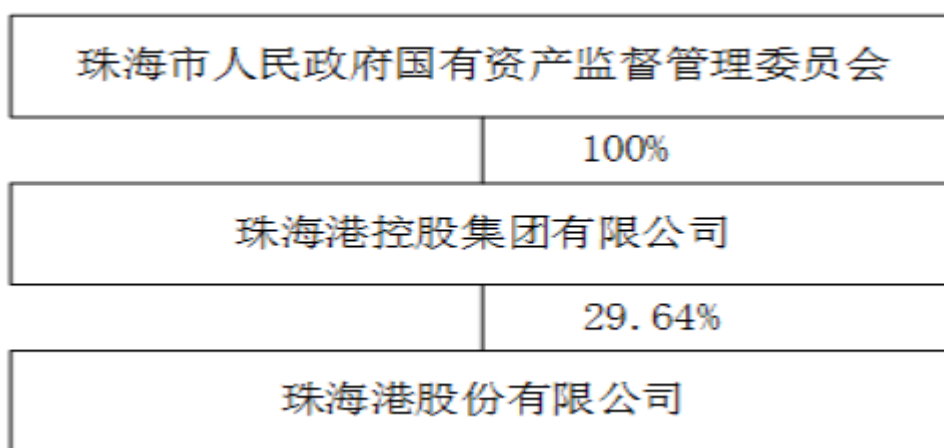 珠海市人民政府国有资产监督管理委员会
100%
珠海港控股集团有限公司
29.64%
珠海港股份有限公司